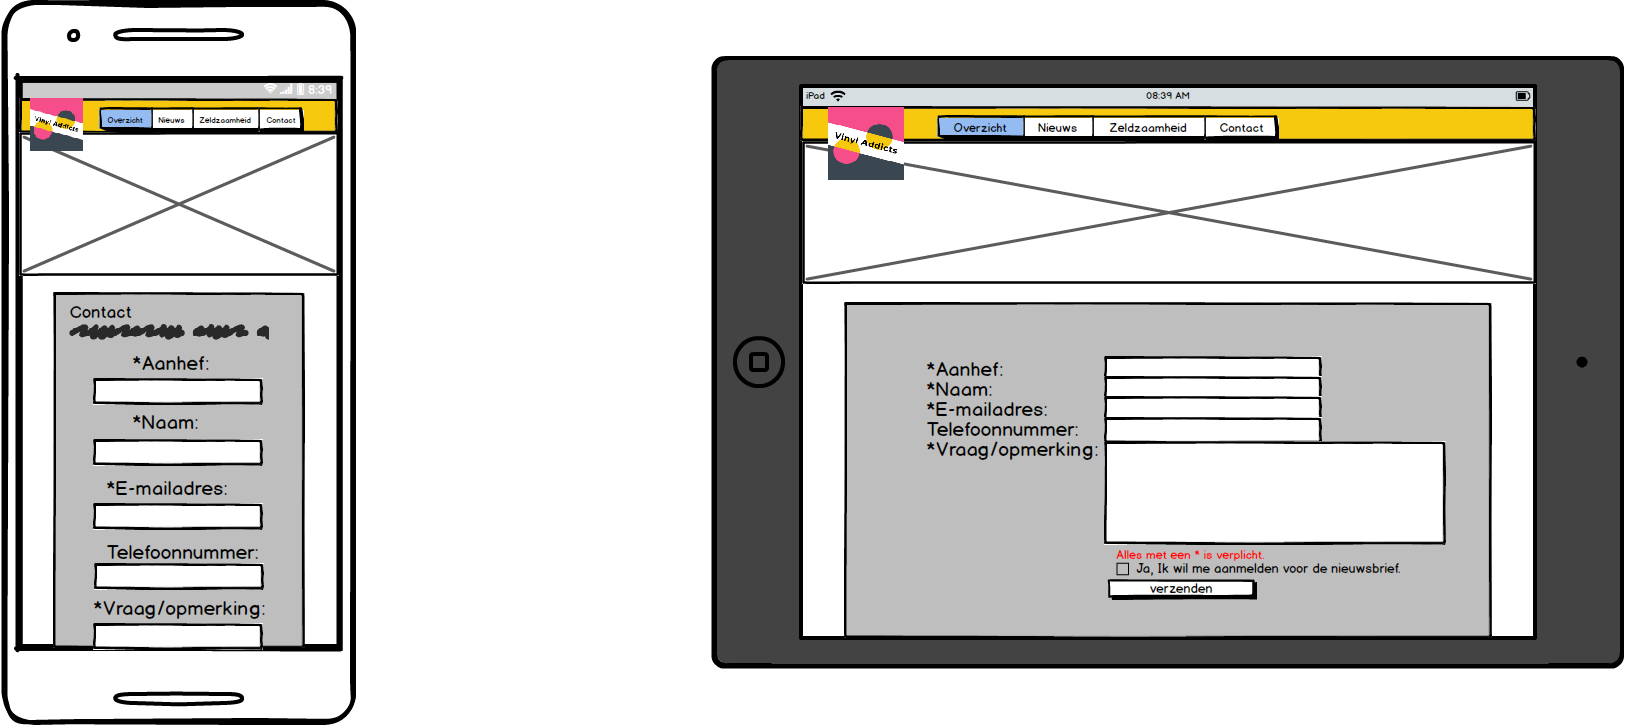 8:39
Vinyl Addicts
Overzicht Nieuws Zeldzaamheid Contact
Contact
*Aanhef:
*Naam:
*E-mailadres:
Telefoonnummer:
*Vraag/opmerking:
iPad 08:39 AM
Vinyl Addicts
Overzicht Nieuws Zeldzaamheid Contact
*Aanhef:
*Naam:
*E-mailadres:
Telefoonnummer:
*Vraag/opmerking:
Alles met een * is verplicht.
Ja, Ik wil me aanmelden voor de nieuwsbrief.
verzenden